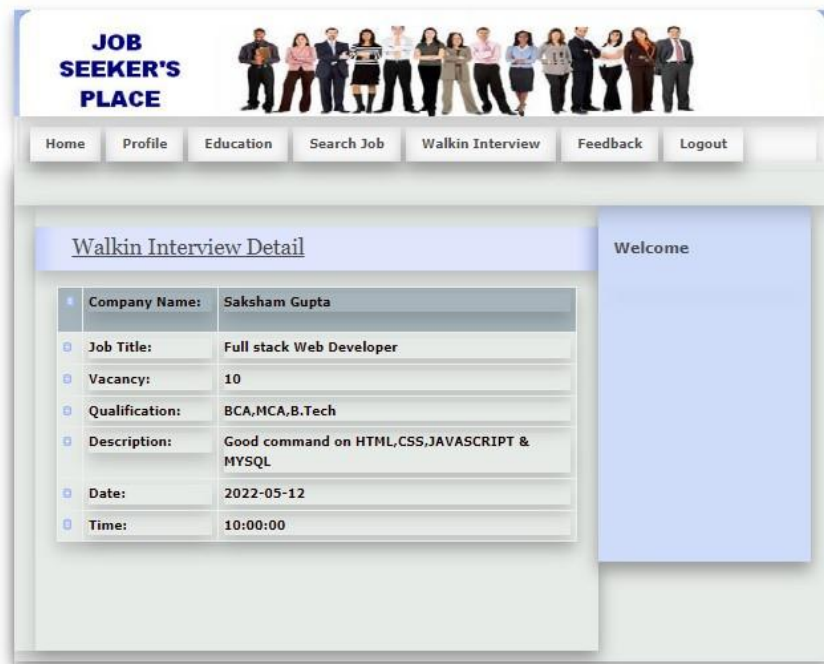 JOB
SEEKER'S
PLACE
Home Profile Education Search Job Walkin Interview Feedback Logout
Walkin Interview Detail
Welcome
Company Name: Saksham Gupta
Job Title: Full stack Web Developer
Vacancy: 10
Qualification: BCA,MCA,B.Tech
Description: Good command on HTML,CSS,JAVASCRIPT &
MYSQL
Date: 2022-05-12
Time: 10:00:00